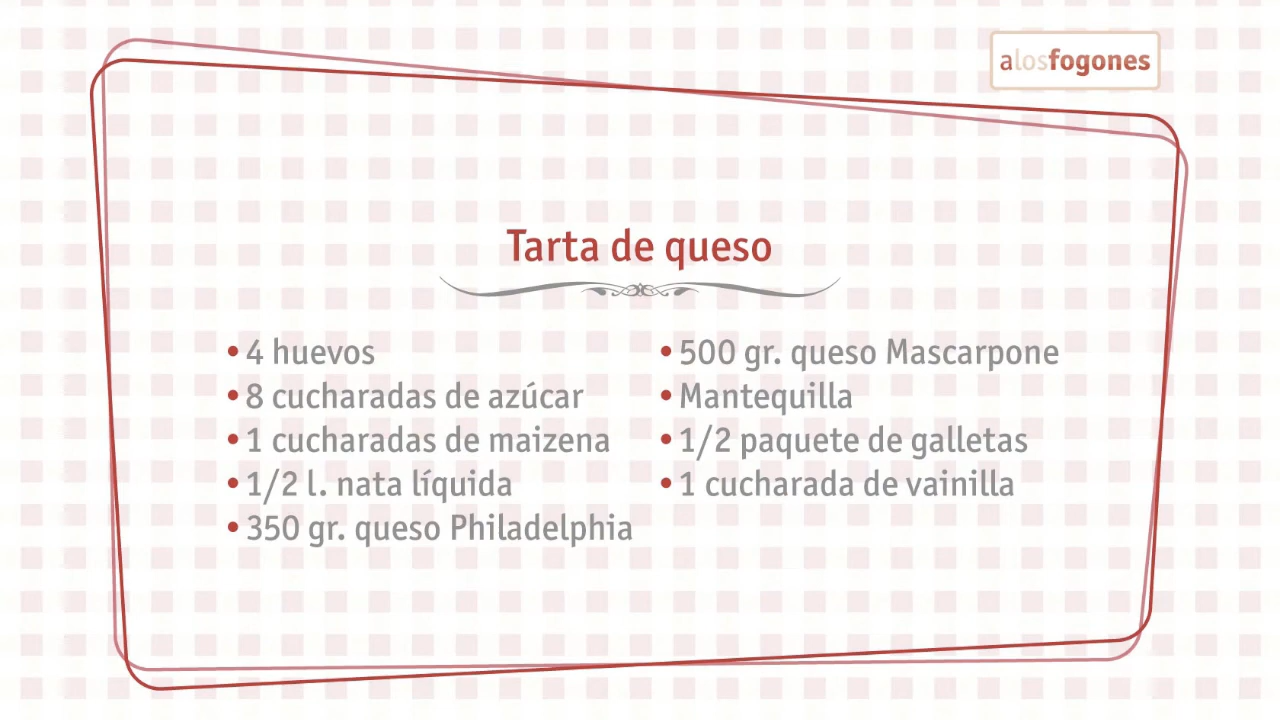 alosfogones
Tarta de queso
• 4 huevos
• 8 cucharadas de azúcar
• 1 cucharadas de maizena
• 1/2 l. nata líquida
• 350 gr. queso Philadelphia
• 500 gr. queso Mascarpone
• Mantequilla
• 1/2 paquete de galletas
• 1 cucharada de vainilla